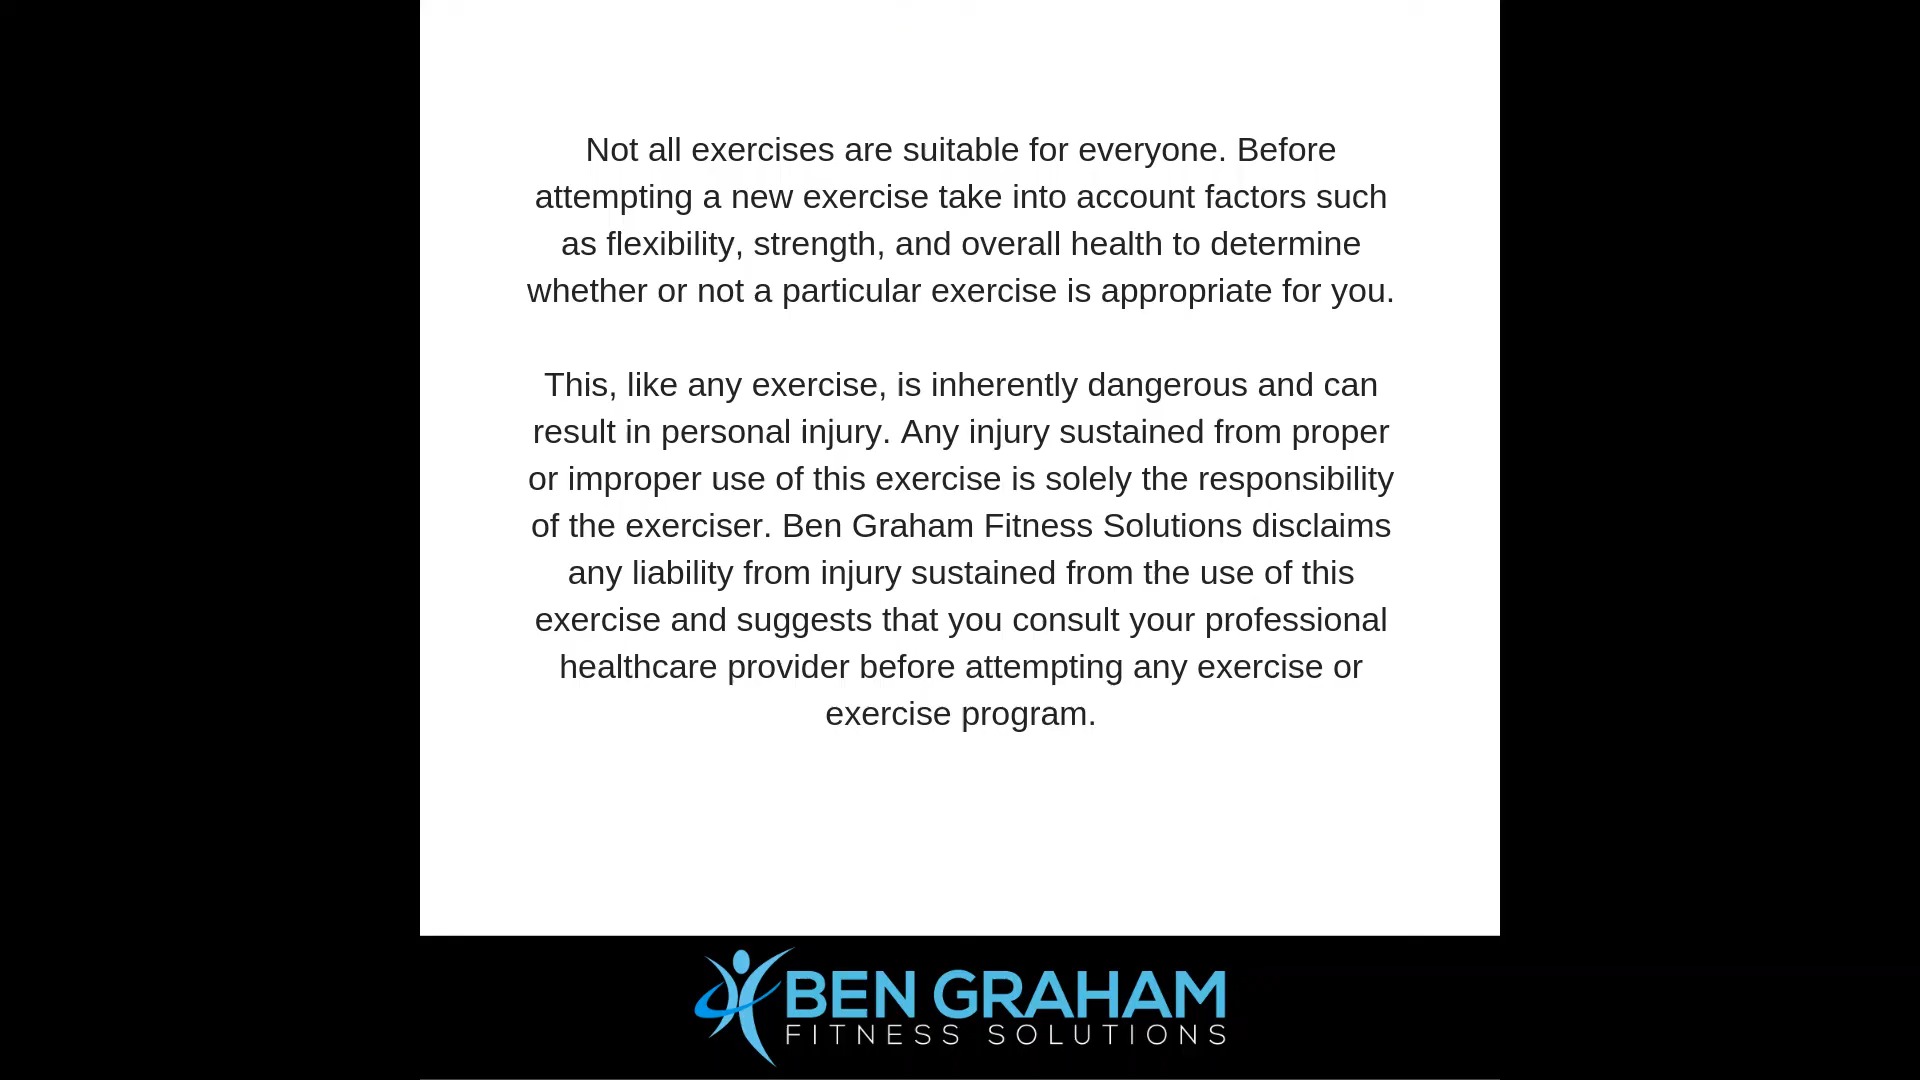 Not all exercises are suitable for everyone. Before
attempting a new exercise take into account factors such
as flexibility, strength, and overall health to determine
whether or not a particular exercise is appropriate for you.
This, like any exercise, is inherently dangerous and can
result in personal injury. Any injury sustained from proper
or improper use of this exercise is solely the responsibility
of the exerciser. Ben Graham Fitness Solutions disclaims
any liability from injury sustained from the use of this
exercise and suggests that you consult your professional
healthcare provider before attempting any exercise or
exercise program.
BEN GRAHAM
FITNESS SOLUTIONS